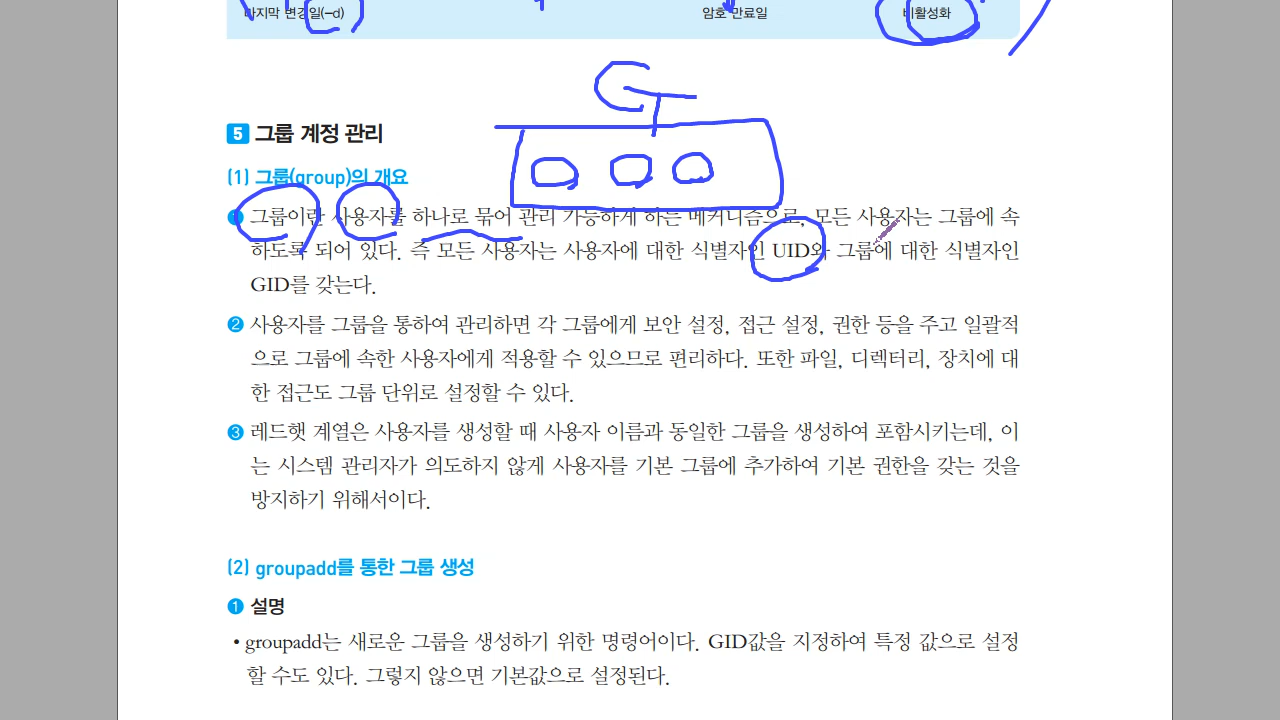 마지막 변경일(-d) 암호 만료일 비활성화
G
5 그룹 계정 관리
(1) 그룹(group)의 개요
❶ 그룹이란 사용자를 하나로 묶어 관리 가능하게 하는 메커니즘으로, 모든 사용자는 그룹에 속
하도록 되어 있다. 즉 모든 사용자는 사용자에 대한 식별자인 UID와 그룹에 대한 식별자인
GID를 갖는다.
❷ 사용자를 그룹을 통하여 관리하면 각 그룹에게 보안 설정, 접근 설정, 권한 등을 주고 일괄적
으로 그룹에 속한 사용자에게 적용할 수 있으므로 편리하다. 또한 파일, 디렉터리, 장치에 대
한 접근도 그룹 단위로 설정할 수 있다.
❸ 레드햇 계열은 사용자를 생성할 때 사용자 이름과 동일한 그룹을 생성하여 포함시키는데, 이
는 시스템 관리자가 의도하지 않게 사용자를 기본 그룹에 추가하여 기본 권한을 갖는 것을
방지하기 위해서이다.
(2) groupadd를 통한 그룹 생성
❶ 설명
• groupadd는 새로운 그룹을 생성하기 위한 명령어이다. GID값을 지정하여 특정 값으로 설정
할 수도 있다. 그렇지 않으면 기본값으로 설정된다.